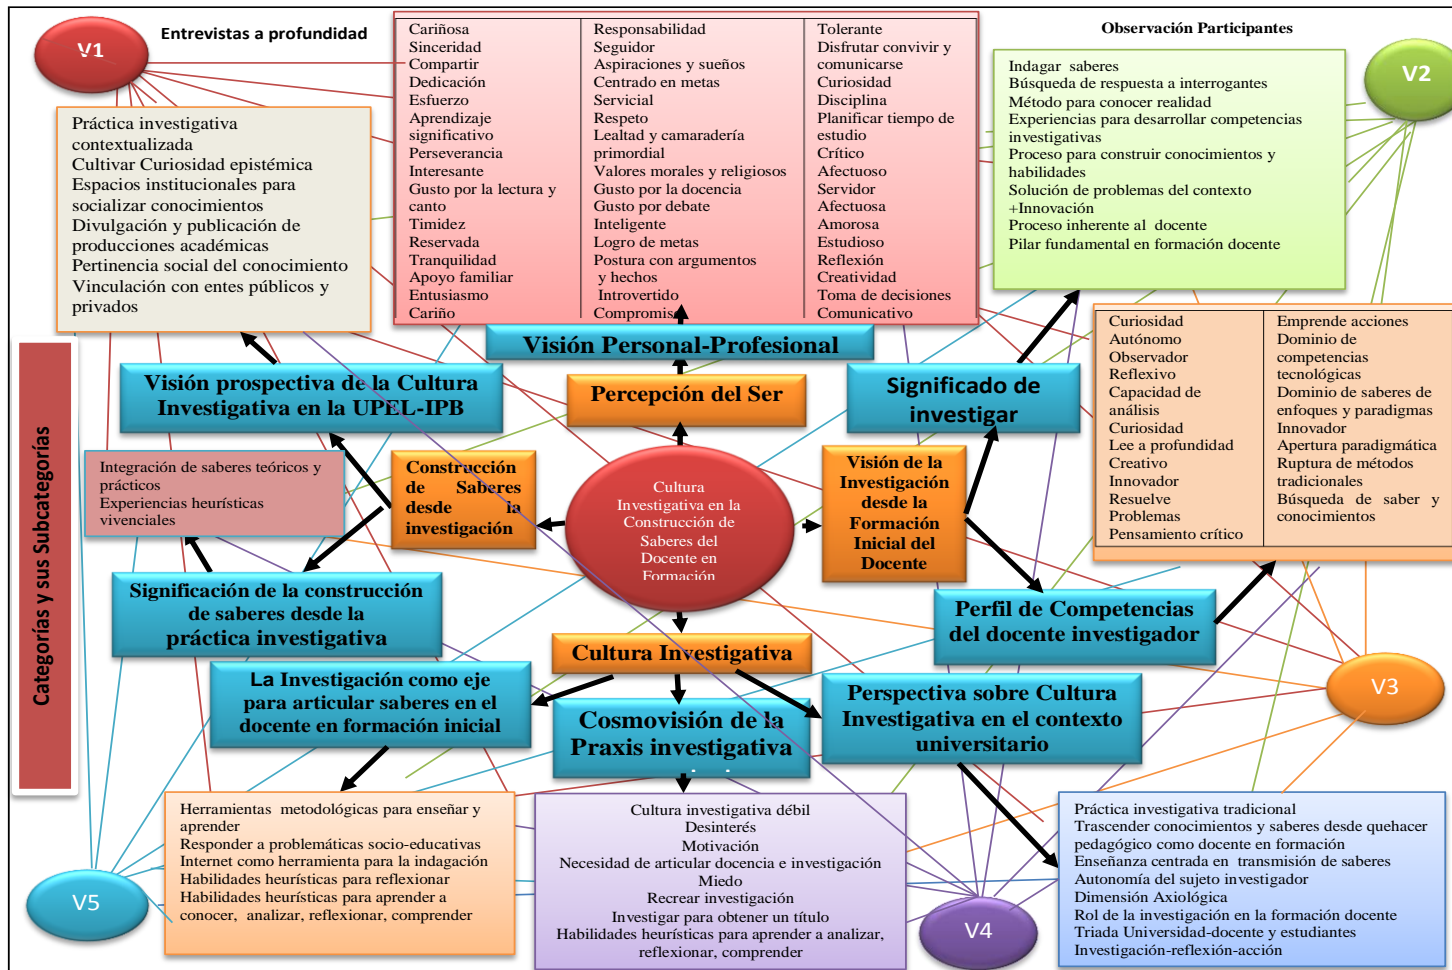 V1
Entrevistas a profundidad
Cariñosa
Sinceridad
Compartir
Dedicación
Esfuerzo
Aprendizaje
significativo
Perseverancia
Interesante
Gusto por la lectura y
canto
Timidez
Reservada
Tranquilidad
Apoyo familiar
Entusiasmo
Cariño
Responsabilidad
Seguidor
Aspiraciones y sueños
Centrado en metas
Servicial
Respeto
Lealtad y camaradería
primordial
Valores morales y religiosos
Gusto por la docencia
Gusto por debate
Inteligente
Logro de metas
Postura con argumentos
y hechos
Introvertido
Compromiso
Tolerante
Disfrutar convivir y
comunicarse
Curiosidad
Disciplina
Planificar tiempo de
estudio
Crítico
Afectuoso
Servidor
Afectuosa
Amorosa
Estudioso
Reflexión
Creatividad
Toma de decisiones
Comunicativo
Observación Participantes
V2
Indagar saberes
Búsqueda de respuesta a interrogantes
Método para conocer realidad
Experiencias para desarrollar competencias
investigativas
Proceso para construir conocimientos y
habilidades
Solución de problemas del contexto
+Innovación
Proceso inherente al docente
Pilar fundamental en formación docente
Práctica investigativa
contextualizada
Cultivar Curiosidad epistémica
Espacios institucionales para
socializar conocimientos
Divulgación y publicación de
producciones académicas
Pertinencia social del conocimiento
Vinculación con entes públicos y
privados
Visión Personal-Profesional
Visión prospectiva de la Cultura
Investigativa en la UPEL-IPB
Percepción del Ser
Significado de
investigar
Curiosidad
Autónomo
Observador
Reflexivo
Capacidad de
análisis
Curiosidad
Lee a profundidad
Creativo
Innovador
Resuelve
Problemas
Pensamiento crítico
Emprende acciones
Dominio de
competencias
tecnológicas
Dominio de saberes de
enfoques y paradigmas
Innovador
Apertura paradigmática
Ruptura de métodos
tradicionales
Búsqueda de saber y
conocimientos
Categorías y sus Subcategorías
Integración de saberes teóricos y
prácticos
Experiencias heurísticas
vivenciales
Construcción
de Saberes
desde la
investigación
Cultura
Investigativa en la
Construcción de
Saberes del
Docente en
Formación
Visión de la
Investigación
desde la
Formación
Inicial del
Docente
Significación de la construcción
de saberes desde la
práctica investigativa
Perfil de Competencias
del docente investigador
Cultura Investigativa
La Investigación como eje
para articular saberes en el
docente en formación inicial
Cosmovisión de la
Praxis investigativa
Perspectiva sobre Cultura
Investigativa en el contexto
universitario
V3
Herramientas metodológicas para enseñar y
aprender
Responder a problemáticas socio-educativas
Internet como herramienta para la indagación
Habilidades heurísticas para reflexionar
Habilidades heurísticas para aprender a
conocer, analizar, reflexionar, comprender
V5
Cultura investigativa débil
Desinterés
Motivación
Necesidad de articular docencia e investigación
Miedo
Recrear investigación
Investigar para obtener un título
Habilidades heurísticas para aprender a analizar,
reflexionar, comprender
V4
Práctica investigativa tradicional
Trascender conocimientos y saberes desde quehacer
pedagógico como docente en formación
Enseñanza centrada en transmisión de saberes
Autonomía del sujeto investigador
Dimensión Axiológica
Rol de la investigación en la formación docente
Triada Universidad-docente y estudiantes
Investigación-reflexión-acción